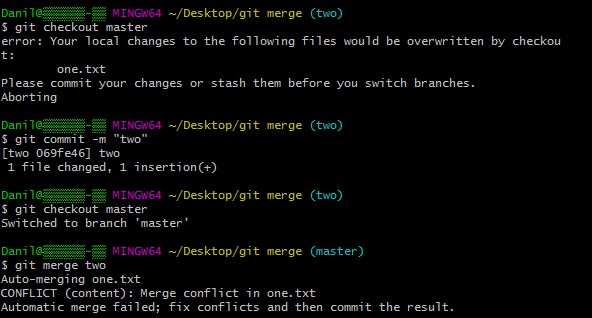 Danil@▒▒▒▒▒▒▒-▒▒ MINGW64 ~/Desktop/git merge (two)
$ git checkout master
error: Your local changes to the following files would be overwritten by checkou
t:
        one.txt
Please commit your changes or stash them before you switch branches.
Aborting
Danil@▒▒▒▒▒▒▒-▒▒ MINGW64 ~/Desktop/git merge (two)
$ git commit -m "two"
[two 069fe46] two
 1 file changed, 1 insertion(+)
Danil@▒▒▒▒▒▒▒-▒▒ MINGW64 ~/Desktop/git merge (two)
$ git checkout master
Switched to branch 'master'
Danil@▒▒▒▒▒▒▒-▒▒ MINGW64 ~/Desktop/git merge (master)
$ git merge two
Auto-merging one.txt
CONFLICT (content): Merge conflict in one.txt
Automatic merge failed; fix conflicts and then commit the result.